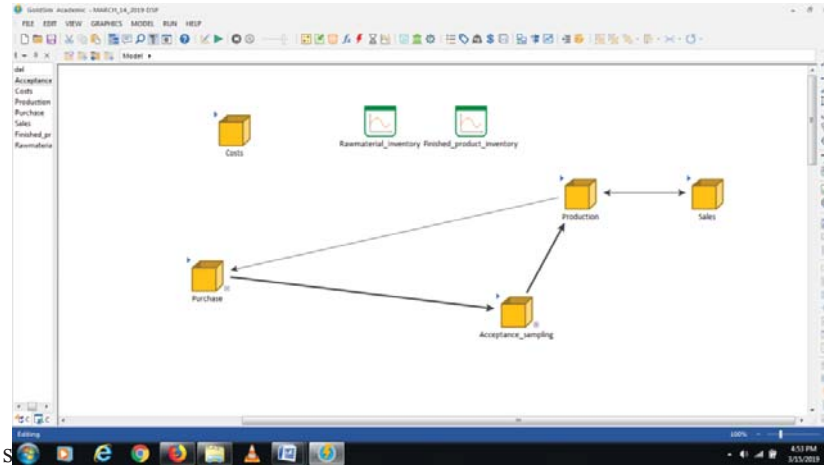 GoldSim Academic - MARCH_14_2019 DSP
FILE EDIT VIEW GRAPHICS MODEL RUN HELP
Model
del
Acceptance
Costs
Production
Purchase
Sales
Finished_pr
Rawmateria
Costs
Rawmaterial_inventory Finished_product_inventory
Production
Sales
Purchase
Acceptance_sampling
Editing
100%
S
4:53 PM
3/15/2019